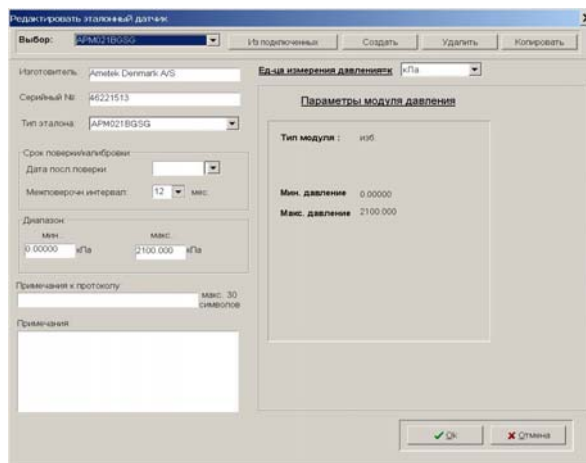 Редактировать эталонный датчик
Выбор: APM021BGSG Из подключенных Создать Удалить Копировать
Изготовитель: Ametek Denmark A/S
Ед-ца измерения давления=к кПа
Серийный №: 46221513
Тип эталона: APM021BGSG
Срок поверки/калибровки
Дата посл.поверки
Межповерочн.интервал: 12 мес.
Диапазон
мин. макс.
0.00000 кПа 2100.000 кПа
Примечания к протоколу
макс. 30 символов
Примечания
Параметры модуля давления
Тип модуля : изб.
Мин. давление 0.00000
Макс. давление 2100.000
Ok Отмена